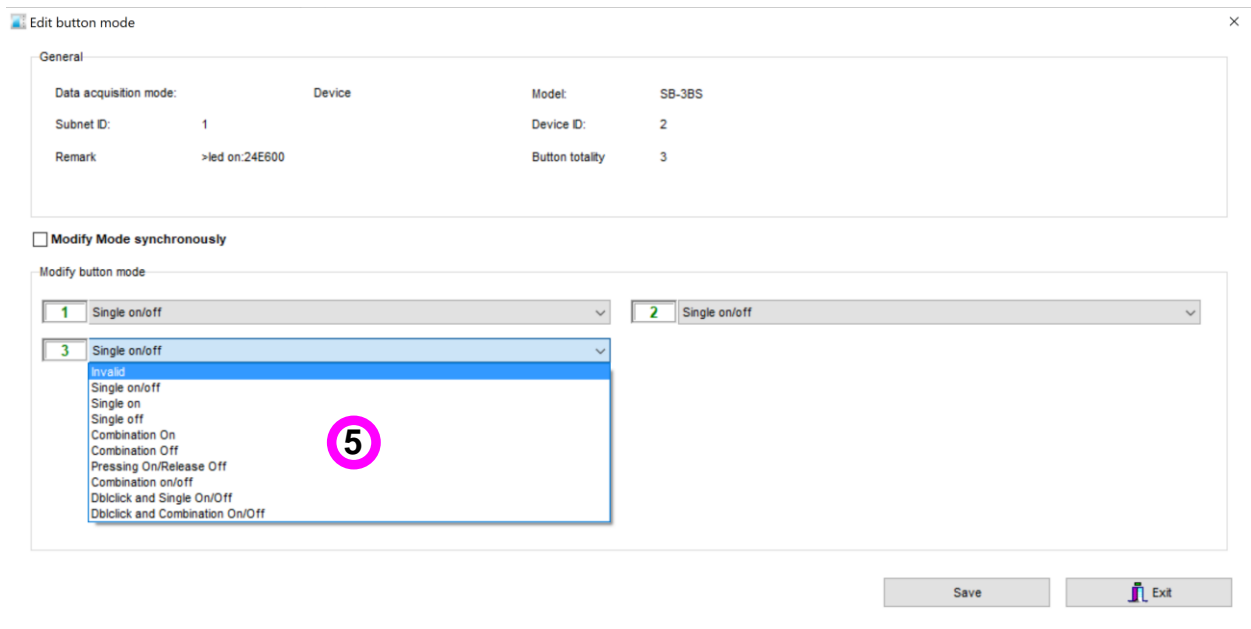 Edit button mode
General
Data acquisition mode: Device Model: SB-3BS
Subnet ID: 1 Device ID: 2
Remark >led on:24E600 Button totality 3
Modify Mode synchronously
Modify button mode
1 Single on/off 2 Single on/off
3 Single on/off
Invalid
Single on/off
Single on
Single off
Combination On
Combination Off
Pressing On/Release Off
Combination on/off
Dblclick and Single On/Off
Dblclick and Combination On/Off
5
Save Exit